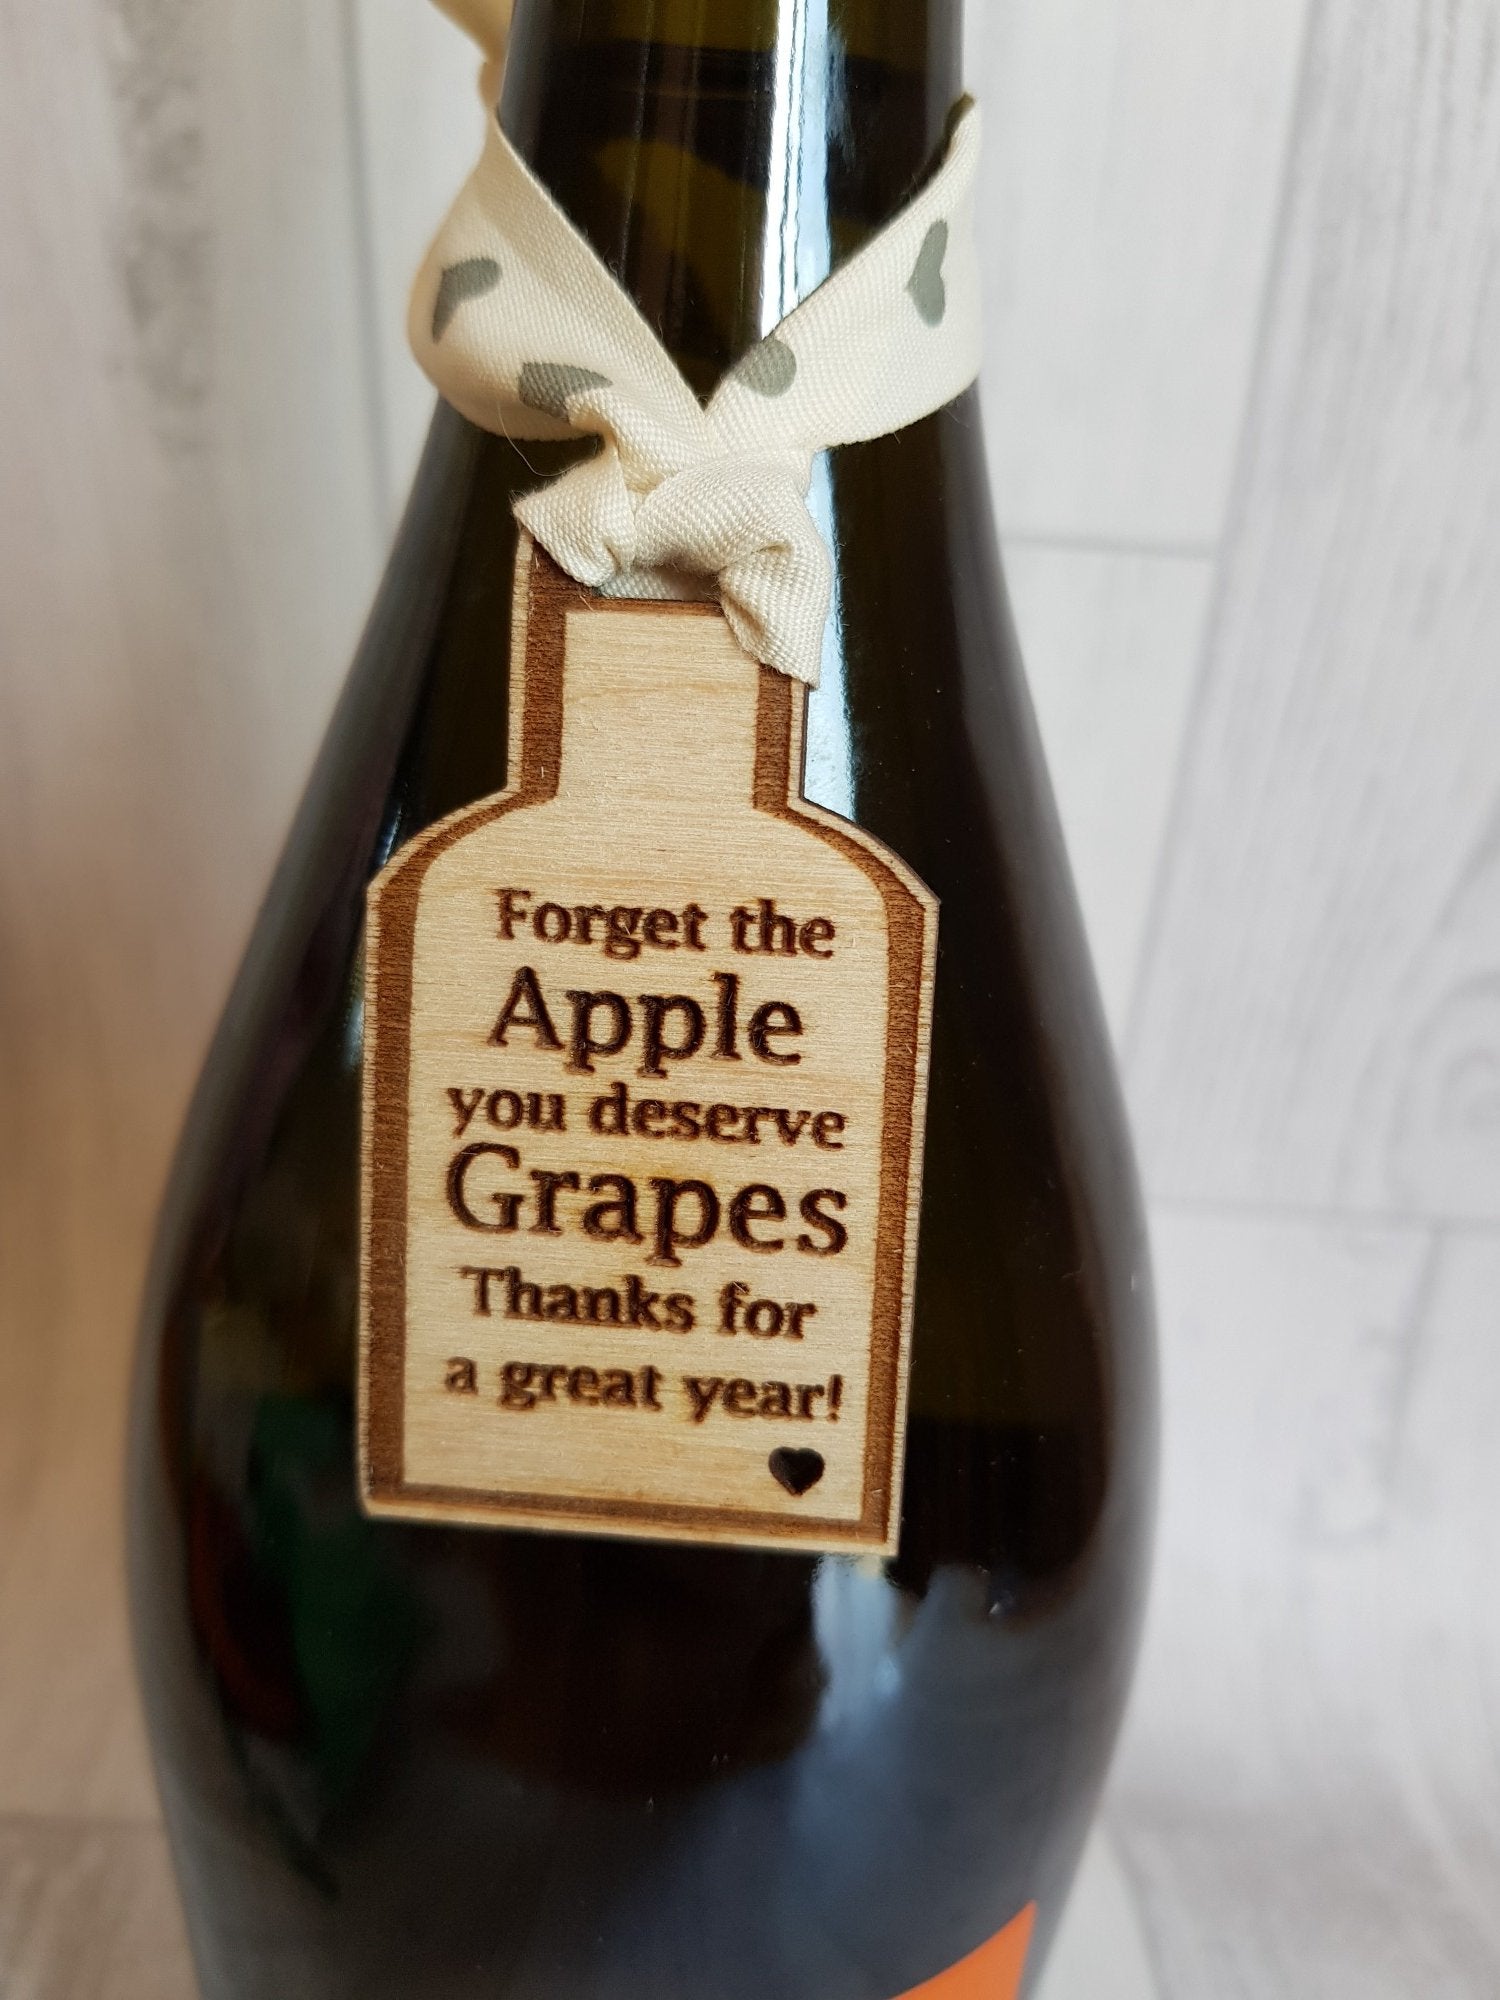 Forget the
Apple
you deserve
Grapes
Thanks for
a great year!